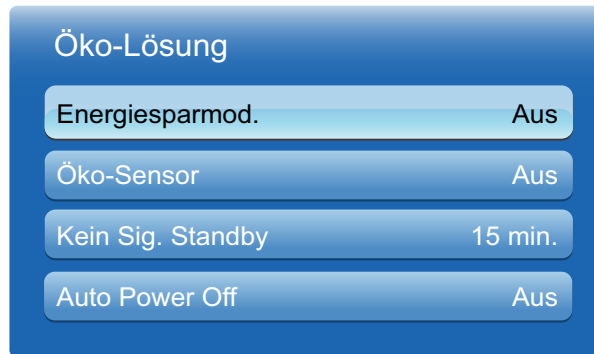 Öko-Lösung
Energiesparmod. Aus
Öko-Sensor Aus
Kein Sig. Standby 15 min.
Auto Power Off Aus